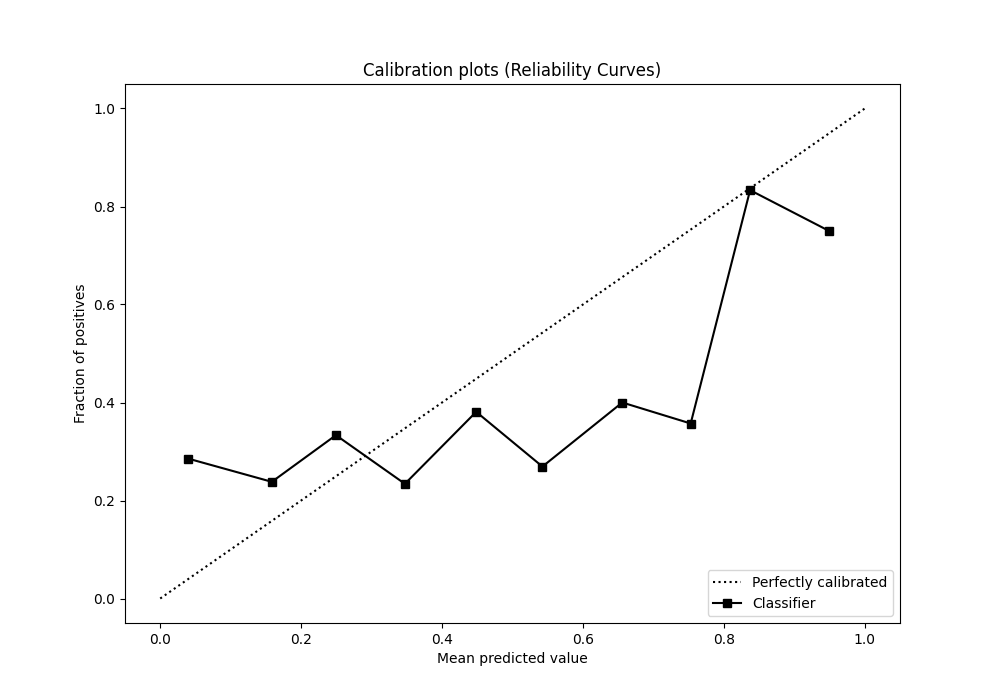 Calibration plots (Reliability Curves)
Fraction of positives
1.0
0.8
0.6
0.4
0.2
0.0
0.0 0.2 0.4 0.6 0.8 1.0
Mean predicted value
Perfectly calibrated
Classifier